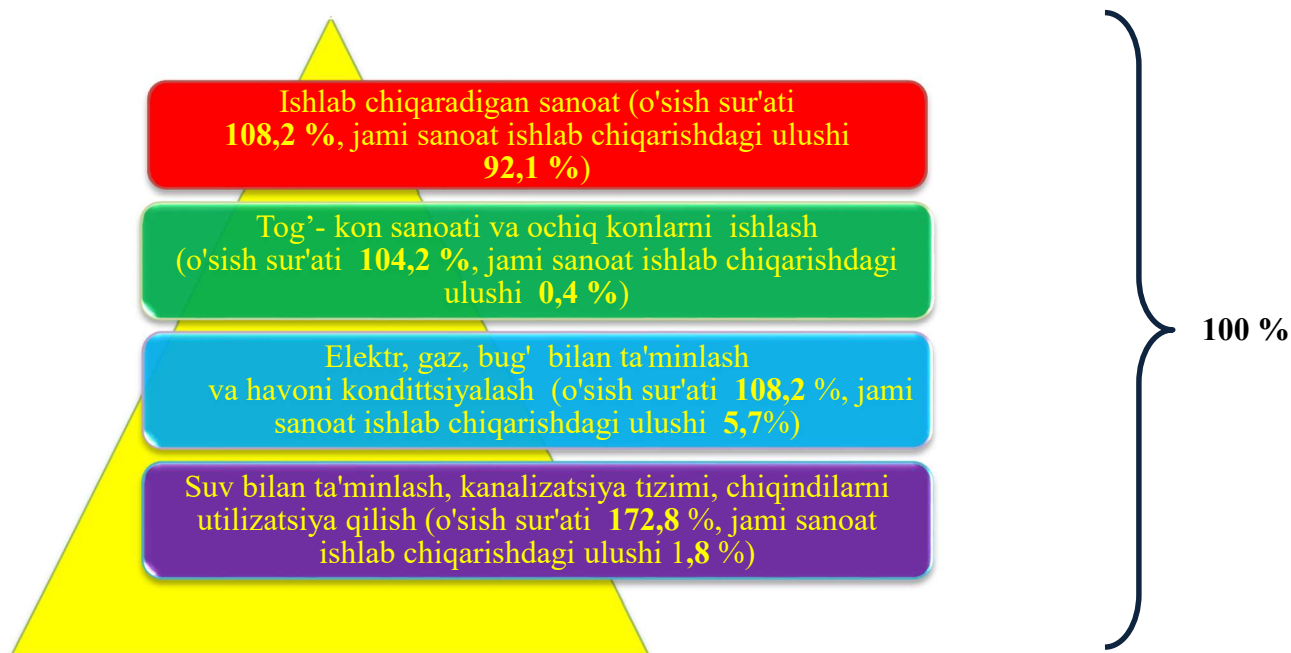 Ishlab chiqaradigan sanoat (o'sish sur'ati
108,2 %, jami sanoat ishlab chiqarishdagi ulushi
92,1 %)
Tog’- kon sanoati va ochiq konlarni ishlash
(o'sish sur'ati 104,2 %, jami sanoat ishlab chiqarishdagi
ulushi 0,4 %)
Elektr, gaz, bug' bilan ta'minlash
va havoni kondittsiyalash (o'sish sur'ati 108,2 %, jami
sanoat ishlab chiqarishdagi ulushi 5,7%)
Suv bilan ta'minlash, kanalizatsiya tizimi, chiqindilarni
utilizatsiya qilish (o'sish sur'ati 172,8 %, jami sanoat
ishlab chiqarishdagi ulushi 1,8 %)
100 %